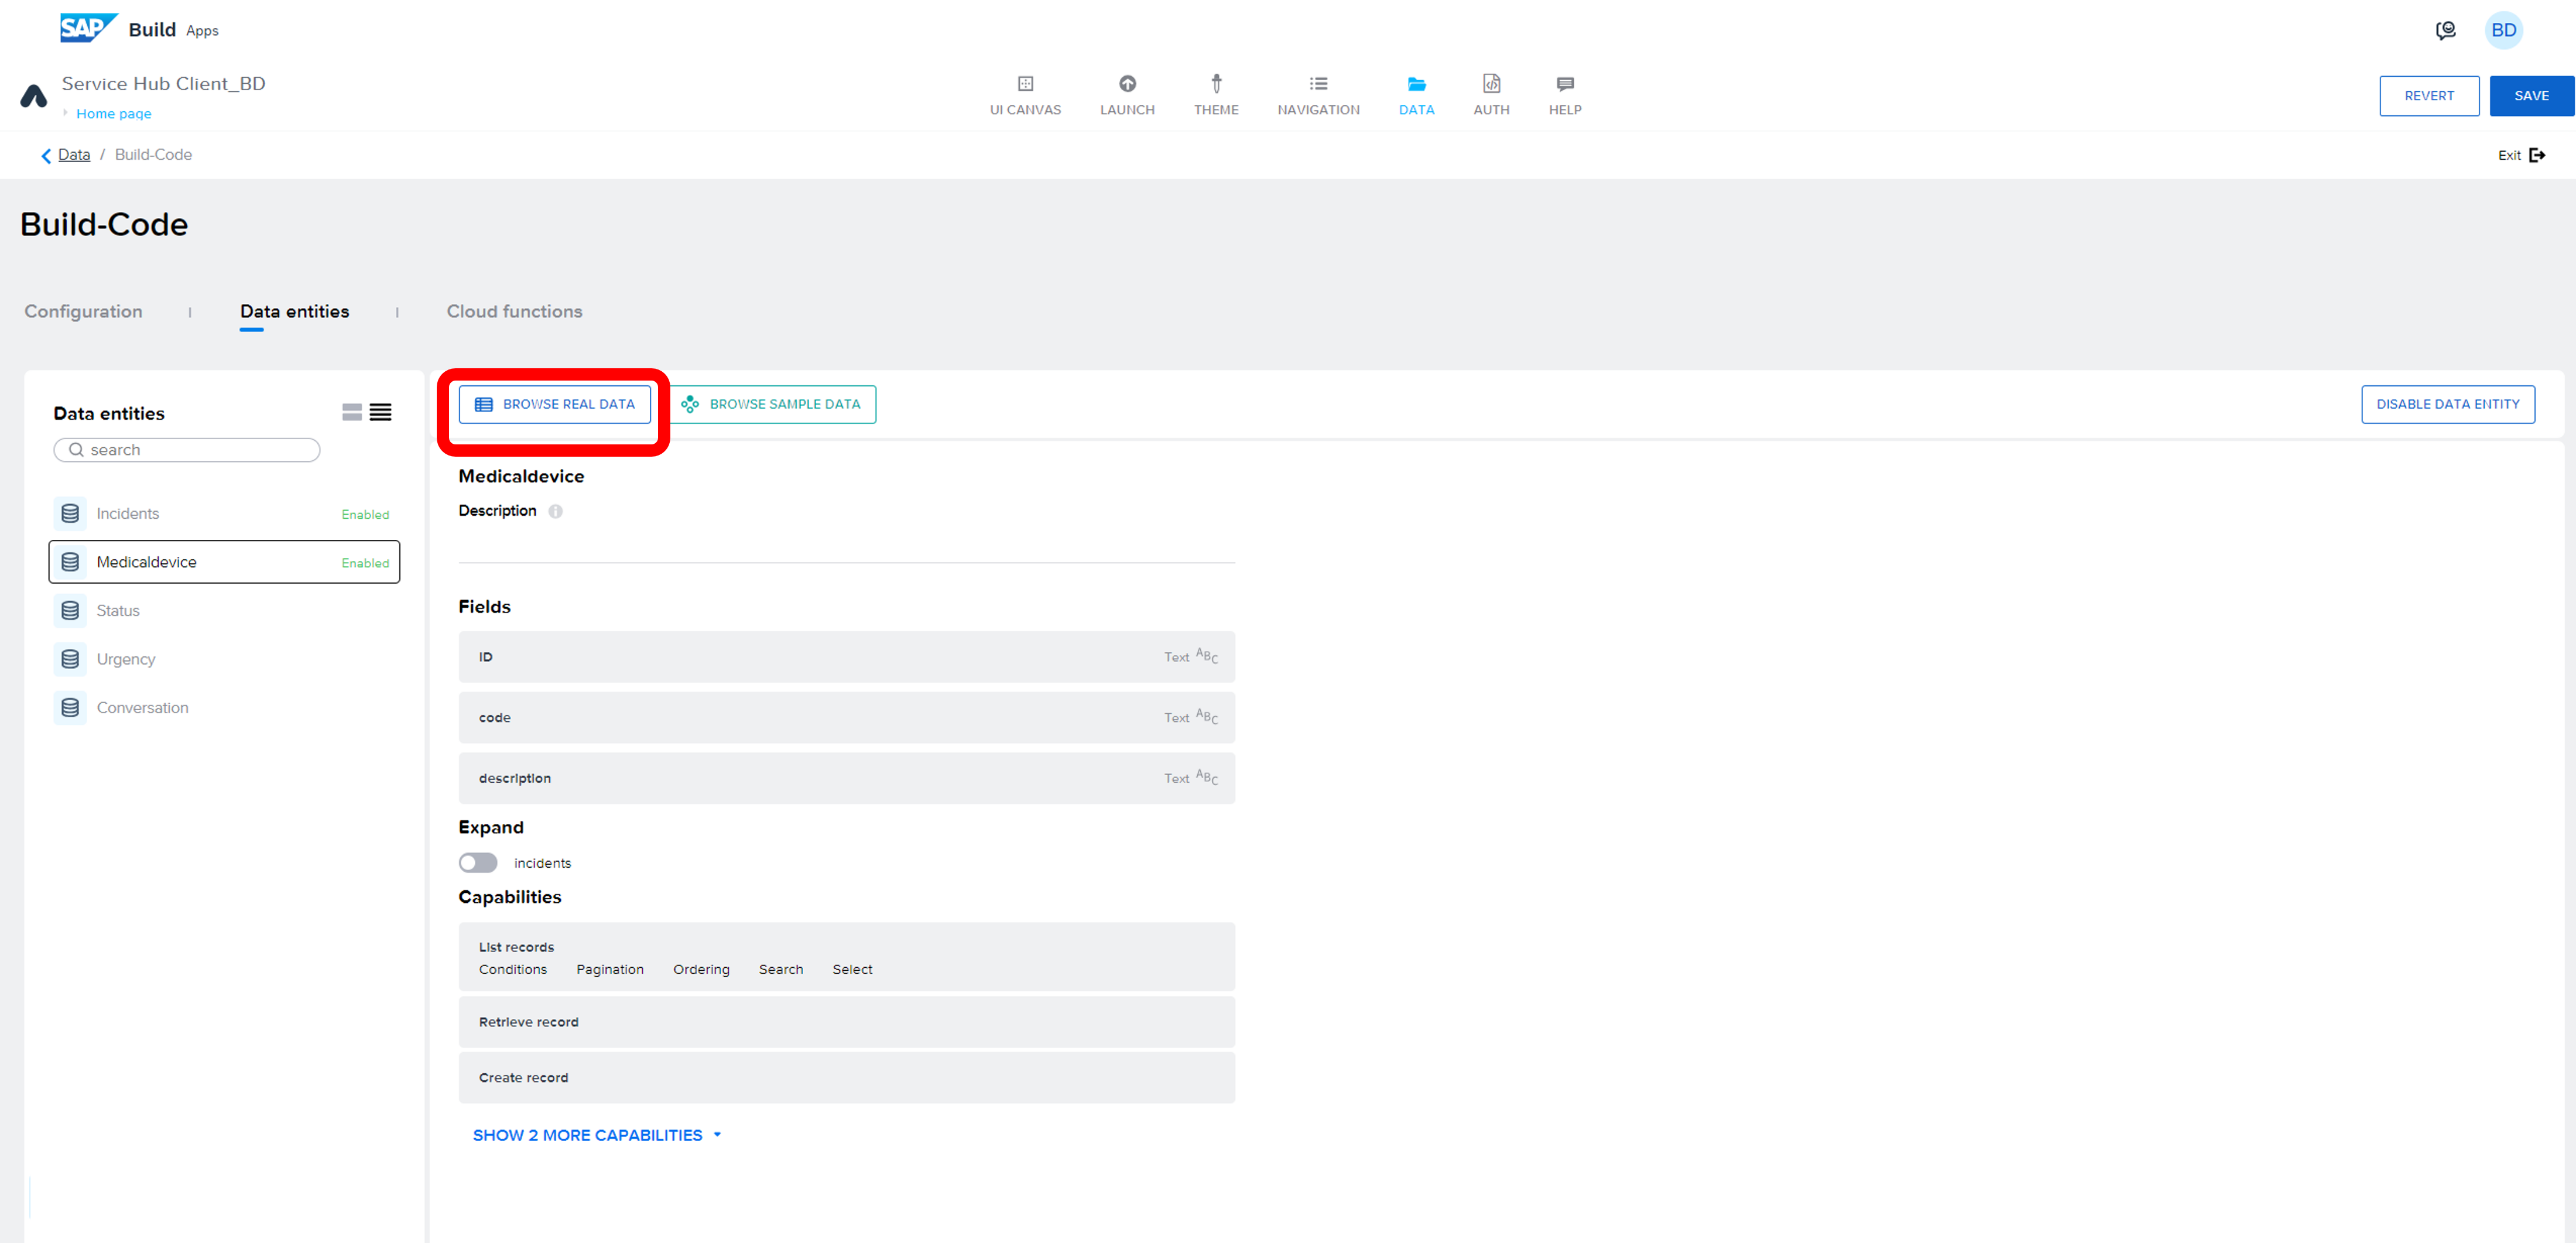 SAP Build Apps
BD
Service Hub Client_BD
Home page
UI CANVAS LAUNCH THEME NAVIGATION DATA AUTH HELP
REVERT SAVE
Data / Build-Code
Exit
Build-Code
Configuration | Data entities | Cloud functions
Data entities
search
Incidents Enabled
Medicaldevice Enabled
Status
Urgency
Conversation
BROWSE REAL DATA BROWSE SAMPLE DATA DISABLE DATA ENTITY
Medicaldevice
Description
Fields
ID Text ABC
code Text ABC
description Text ABC
Expand
incidents
Capabilities
List records
Conditions Pagination Ordering Search Select
Retrieve record
Create record
SHOW 2 MORE CAPABILITIES